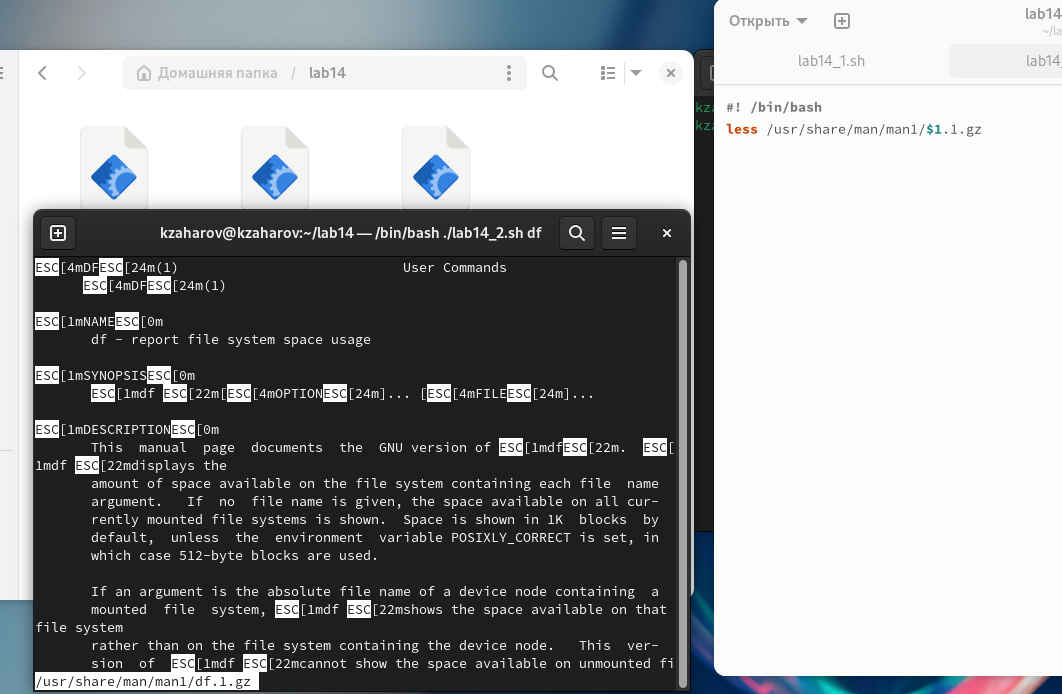 Открыть
lab14
~/la
Домашняя папка / lab14
lab14_1.sh
lab14_
kza
kza
#! /bin/bash
less /usr/share/man/man1/$1.1.gz
kzaharov@kzaharov:~/lab14 — /bin/bash ./lab14_2.sh df
ESC[4mDFESC[24m(1) User Commands
ESC[4mDFESC[24m(1)
ESC[1mNAMEESC[0m
df - report file system space usage
ESC[1mSYNOPSISESC[0m
ESC[1mdf ESC[22m[ESC[4mOPTIONESC[24m]... [ESC[4mFILEESC[24m]...
ESC[1mDESCRIPTIONESC[0m
This manual page documents the GNU version of ESC[1mdfESC[22m. ESC[
1mdf ESC[22mdisplays the
amount of space available on the file system containing each file name
argument. If no file name is given, the space available on all cur-
rently mounted file systems is shown. Space is shown in 1K blocks by
default, unless the environment variable POSIXLY_CORRECT is set, in
which case 512-byte blocks are used.
If an argument is the absolute file name of a device node containing a
mounted file system, ESC[1mdf ESC[22mshows the space available on that
file system
rather than on the file system containing the device node. This ver-
sion of ESC[1mdf ESC[22mcannot show the space available on unmounted fi
/usr/share/man/man1/df.1.gz